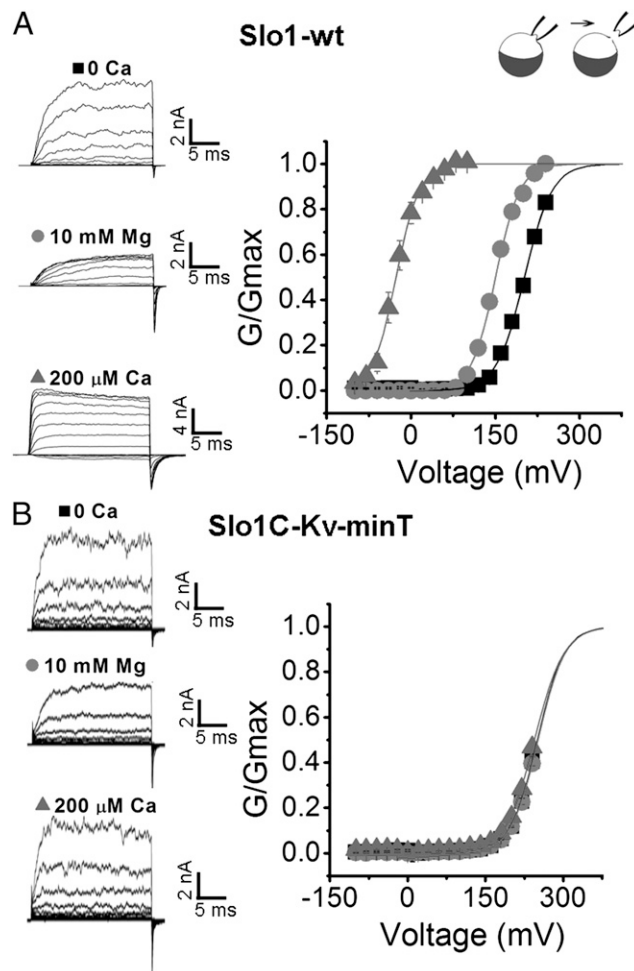 A
Slo1-wt
■0 Ca
2 nA
5 ms
● 10 mM Mg
2 nA
5 ms
▲ 200 µM Ca
4 nA
5 ms
G/Gmax
1.0
0.8
0.6
0.4
0.2
0.0
-150 0 150 300
Voltage (mV)
B
Slo1C-Kv-minT
■0 Ca
2 nA
5 ms
● 10 mM Mg
2 nA
5 ms
▲ 200 µM Ca
2 nA
5 ms
G/Gmax
1.0
0.8
0.6
0.4
0.2
0.0
-150 0 150 300
Voltage (mV)